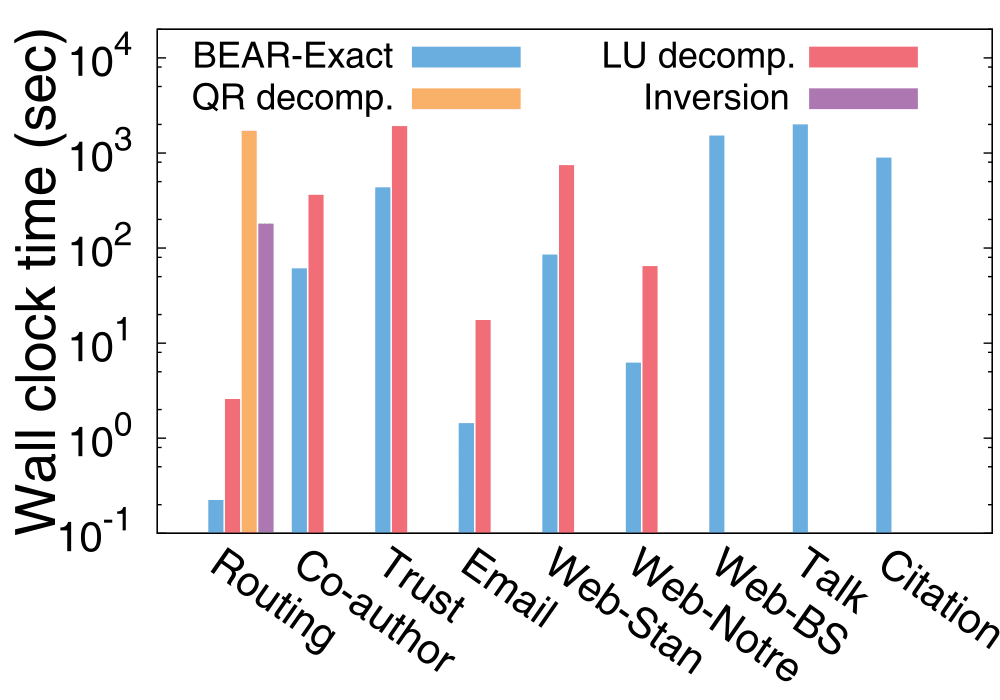 Wall clock time (sec)
10^4
10^3
10^2
10^1
10^0
10^-1
BEAR-Exact
LU decomp.
QR decomp.
Inversion
Routing
Co-author
Trust
Email
Web-Stan
Web-Notre
Web-BS
Talk
Citation